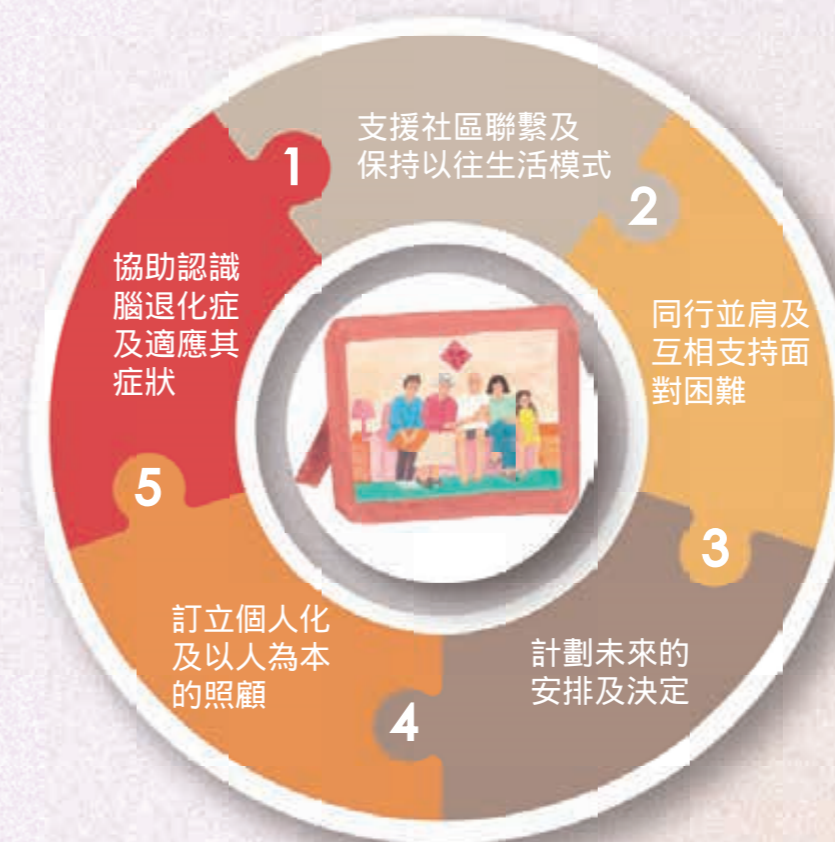 1
協助認識
腦退化症
及適應其
症狀
2
支援社區聯繫及
保持以往生活模式
3
同行並肩及
互相支持面
對困難
4
計劃未來的
安排及決定
5
訂立個人化
及以人為本
的照顧